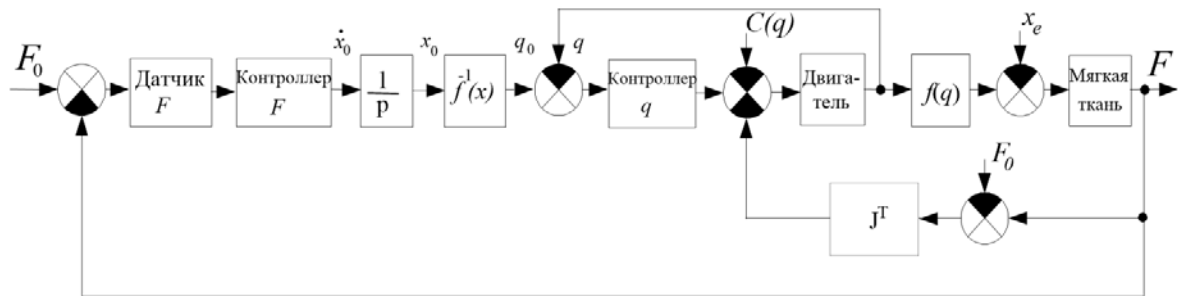 F₀
Датчик
F
Контроллер
F
ẋ₀
1
p
x₀
f⁻¹(x)
q₀
q
Контроллер
q
C(q)
Двига-
тель
f(q)
xₑ
Мягкая
ткань
F
F₀
Jᵀ